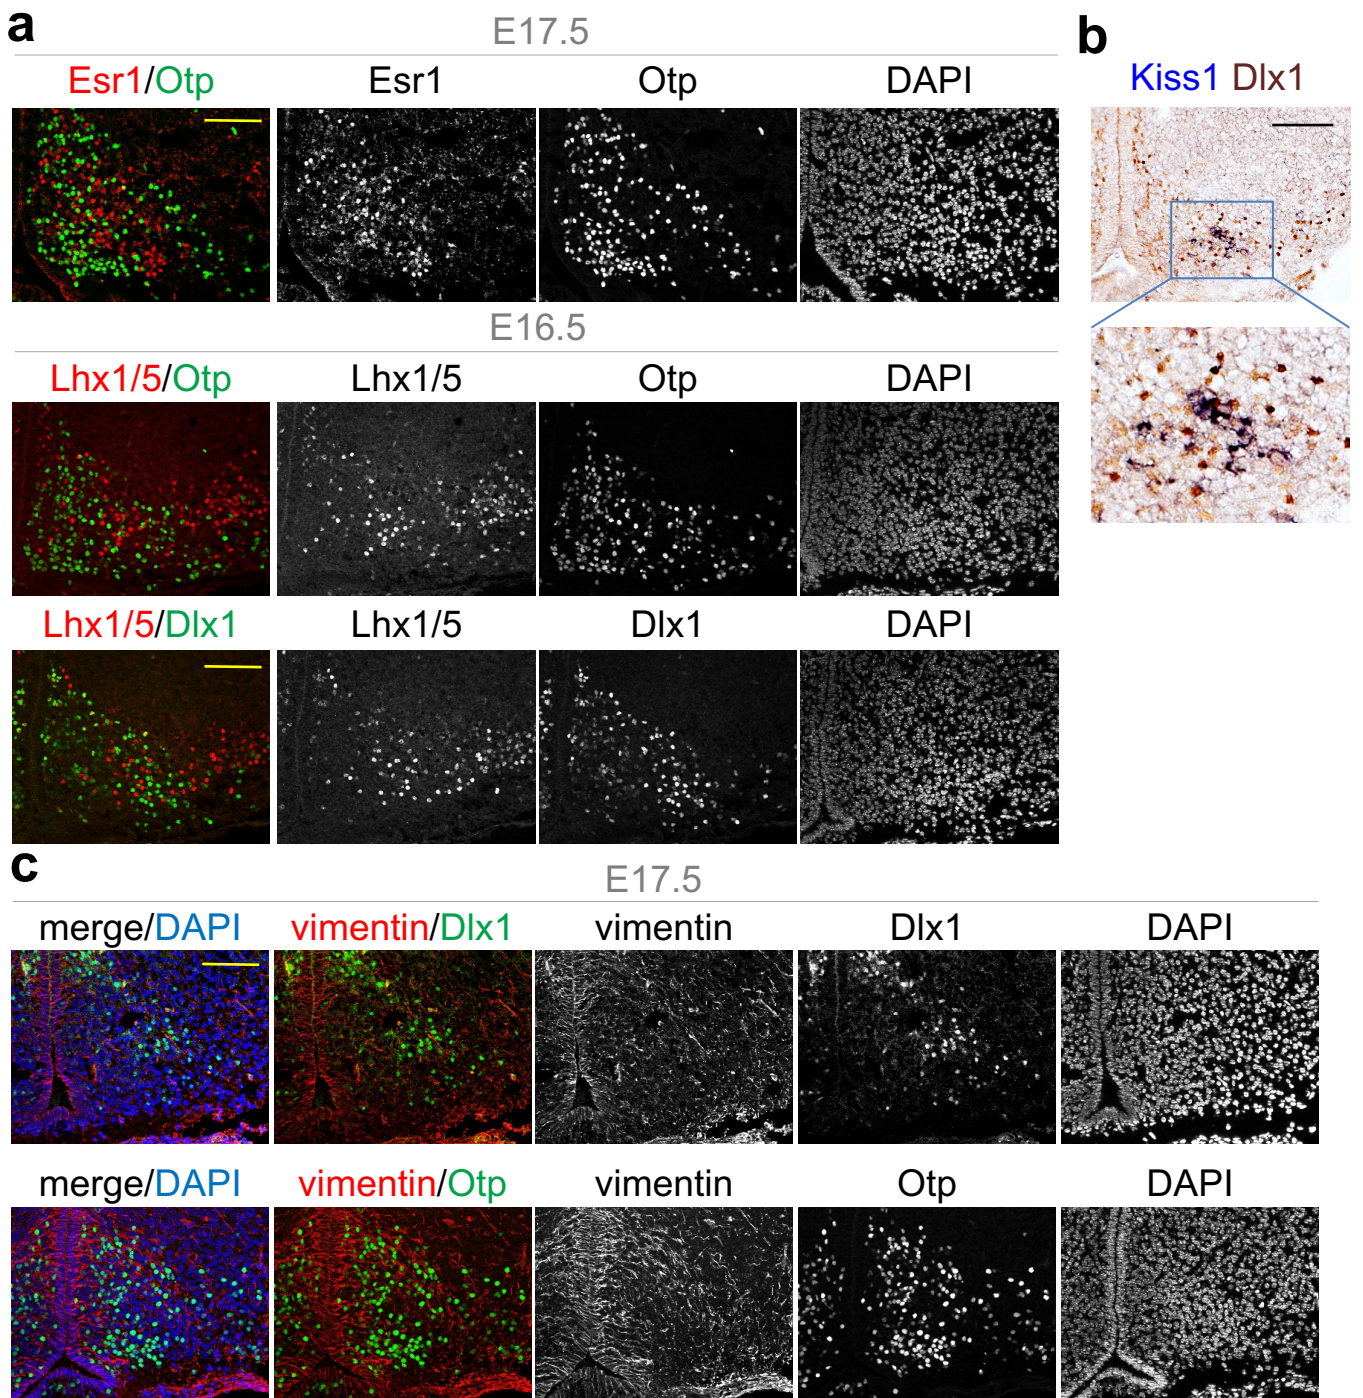 a
E17.5
Esr1/Otp Esr1 Otp DAPI
b
Kiss1 Dlx1
E16.5
Lhx1/5/Otp Lhx1/5 Otp DAPI
Lhx1/5/Dlx1 Lhx1/5 Dlx1 DAPI
c
E17.5
merge/DAPI vimentin/Dlx1 vimentin Dlx1 DAPI
merge/DAPI vimentin/Otp vimentin Otp DAPI